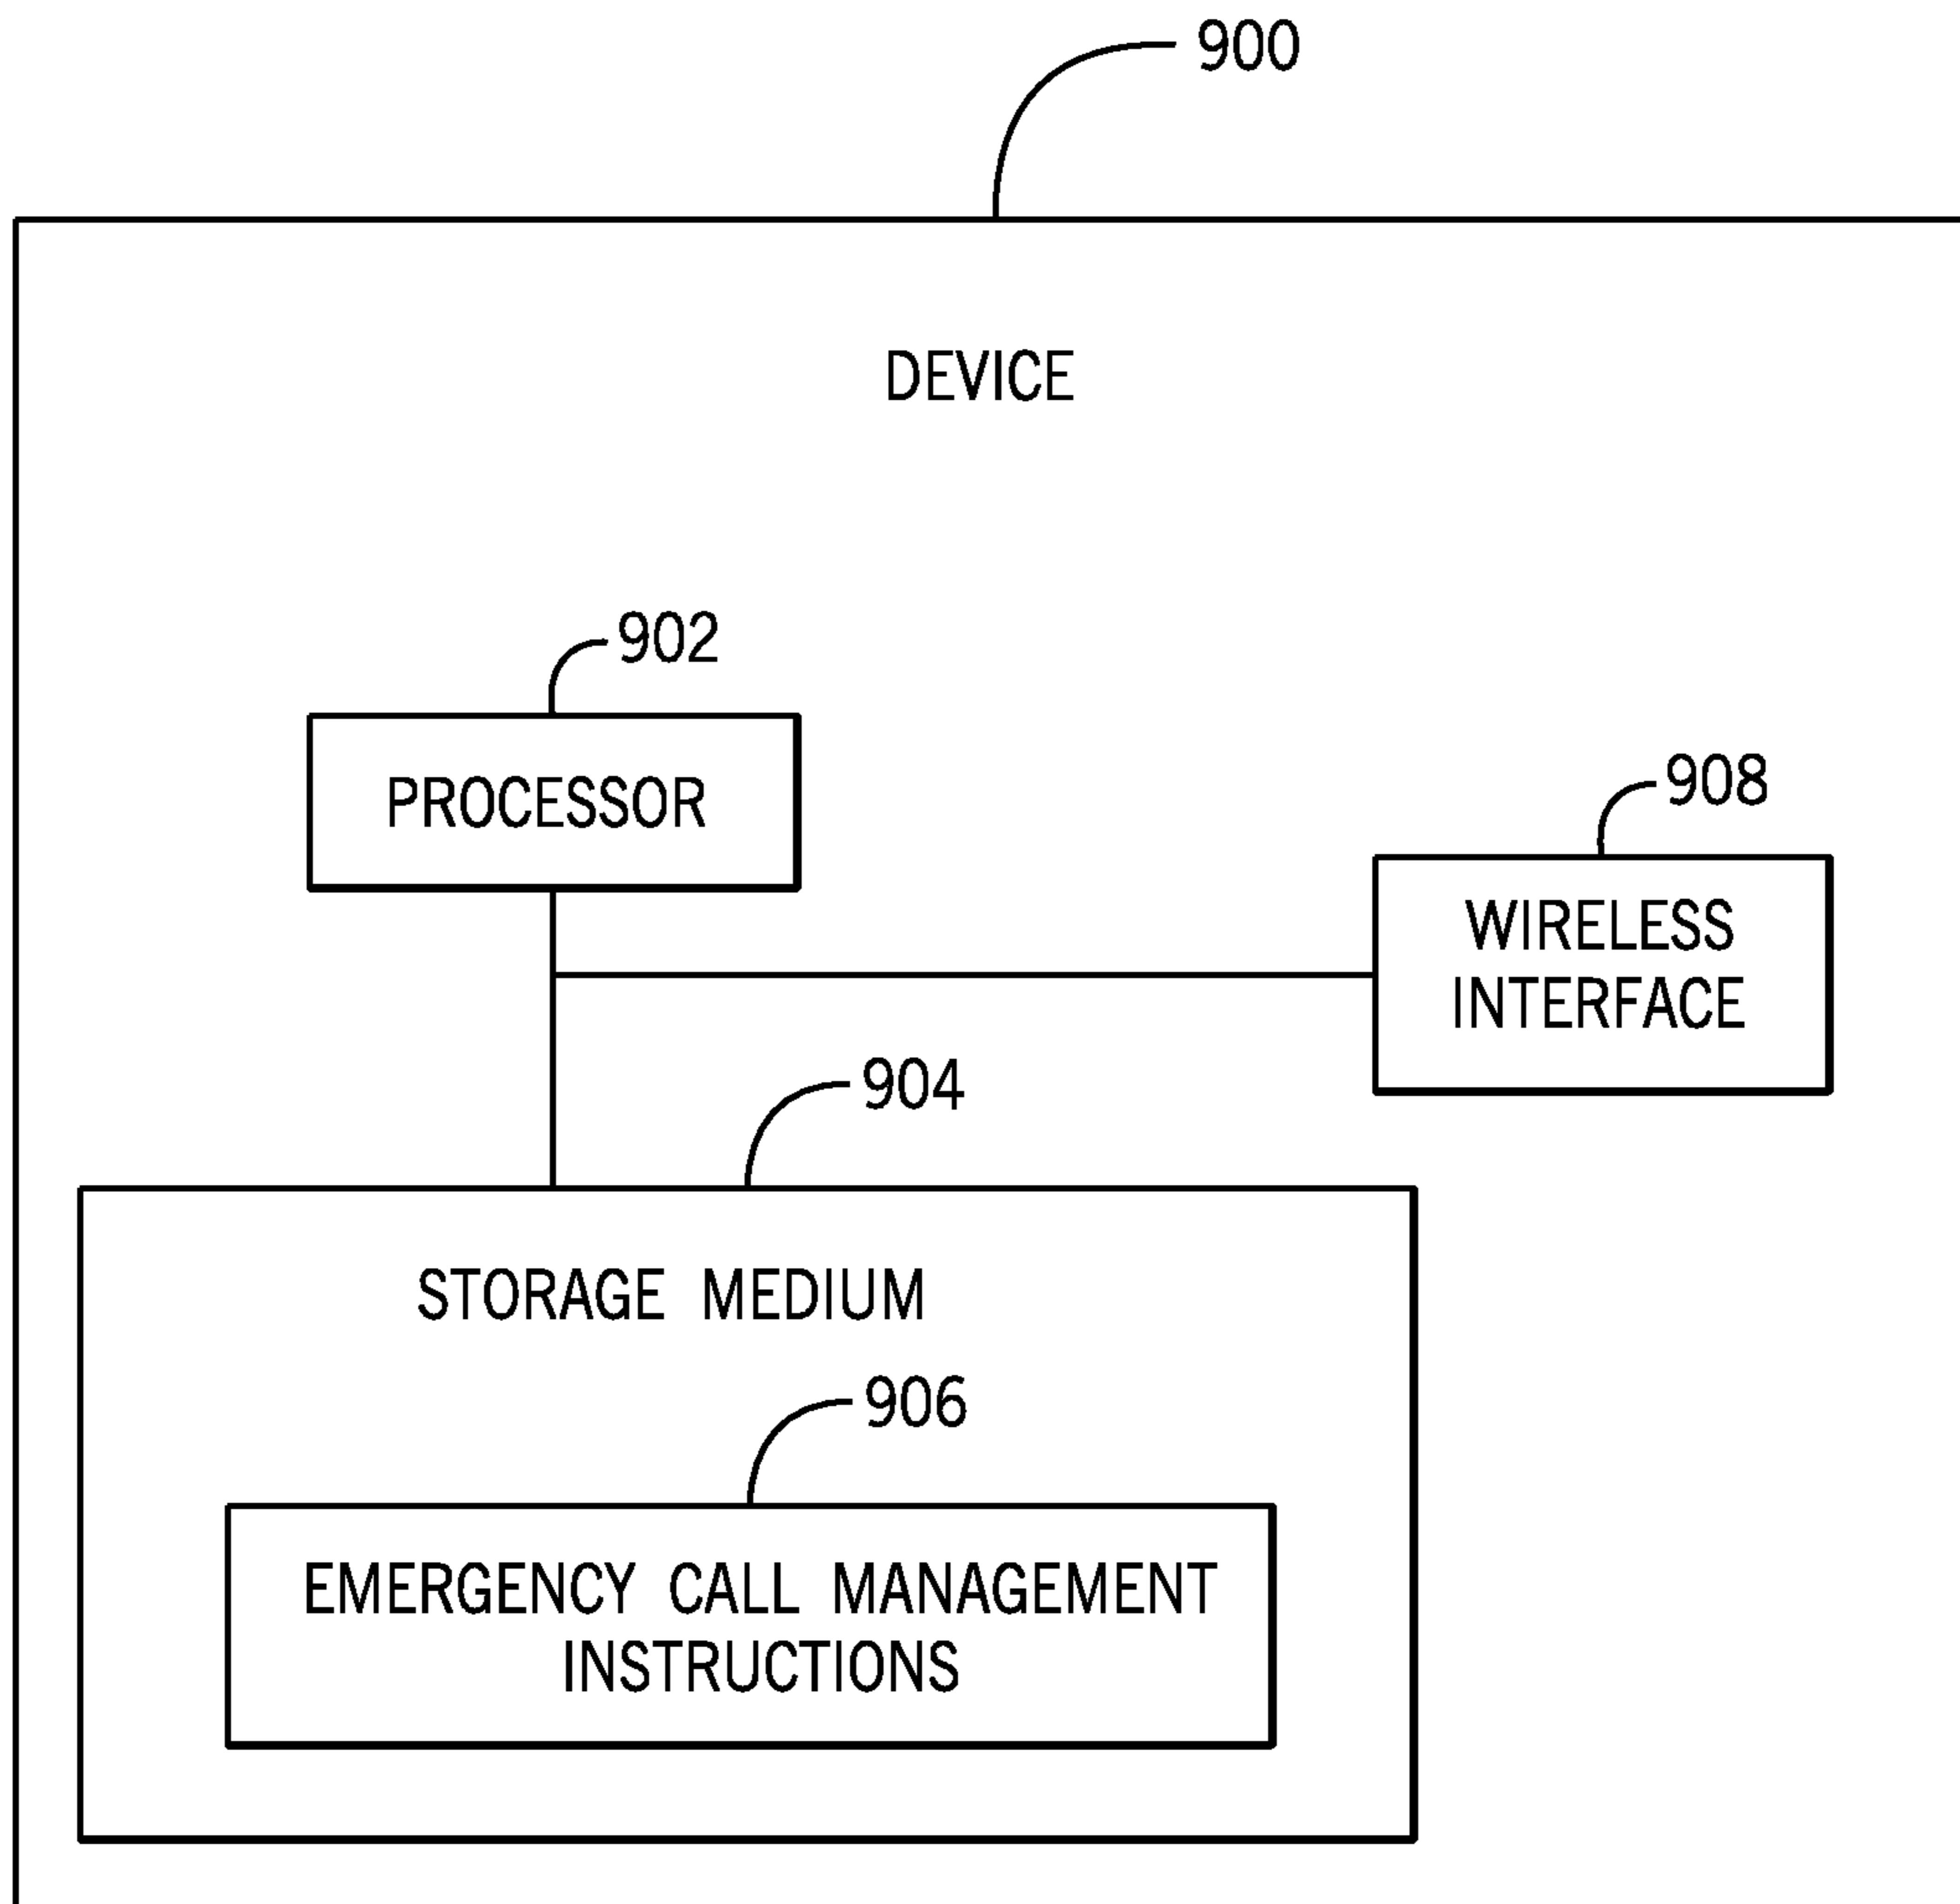 900
DEVICE
902
PROCESSOR
908
WIRELESS
INTERFACE
904
STORAGE MEDIUM
906
EMERGENCY CALL MANAGEMENT
INSTRUCTIONS